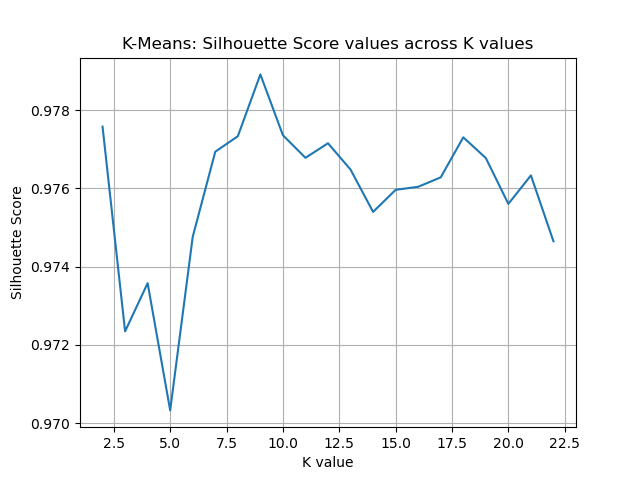 K-Means: Silhouette Score values across K values
0.978
0.976
0.974
0.972
0.970
Silhouette Score
2.5 5.0 7.5 10.0 12.5 15.0 17.5 20.0 22.5
K value